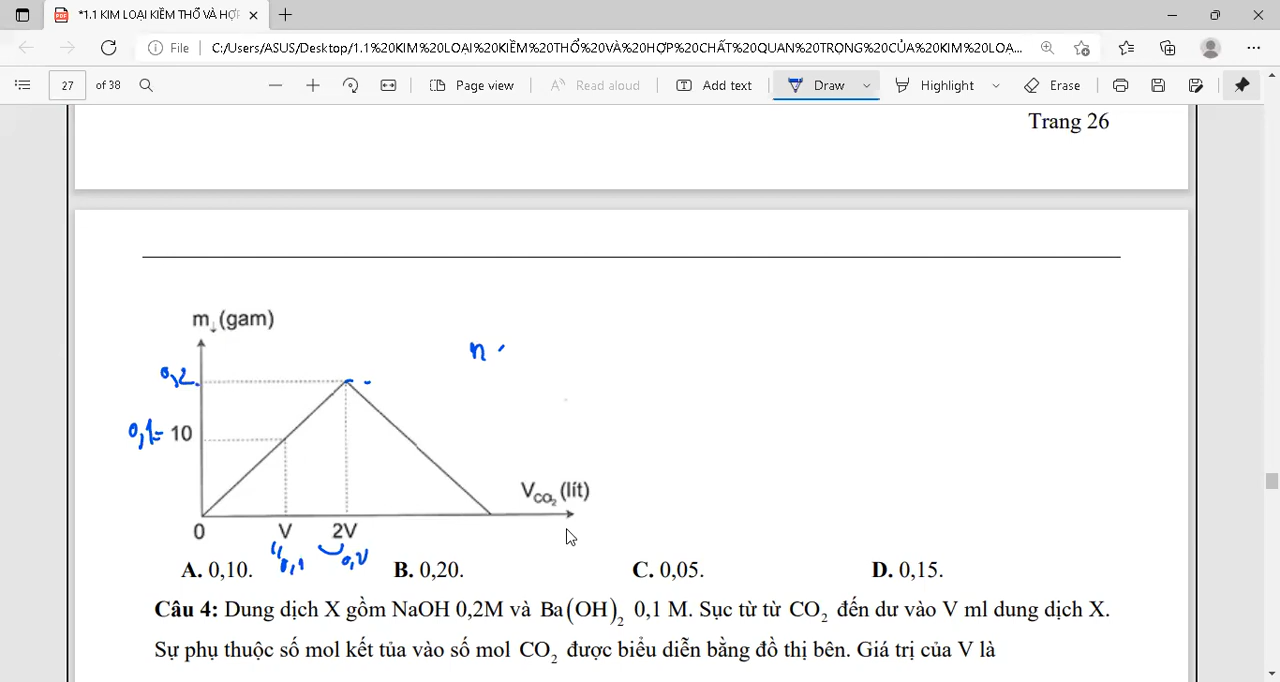 *1.1 KIM LOẠI KIỀM THỔ VÀ HỢP
File
C:/Users/ASUS/Desktop/1.1%20KIM%20LOẠI%20KIỀM%20THỔ%20VÀ%20HỢP%20CHẤT%20QUAN%20TRỌNG%20CỦA%20KIM%20LOẠ...
27 of 38
Page view
Read aloud
Add text
Draw
Highlight
Erase
Trang 26
m↓ (gam)
n
0,2
0,1= 10
V_CO₂ (lít)
0 V 2V
0,1
A. 0,10. B. 0,20. C. 0,05. D. 0,15.
Câu 4: Dung dịch X gồm NaOH 0,2M và Ba(OH)₂ 0,1 M. Sục từ từ CO₂ đến dư vào V ml dung dịch X.
Sự phụ thuộc số mol kết tủa vào số mol CO₂ được biểu diễn bằng đồ thị bên. Giá trị của V là